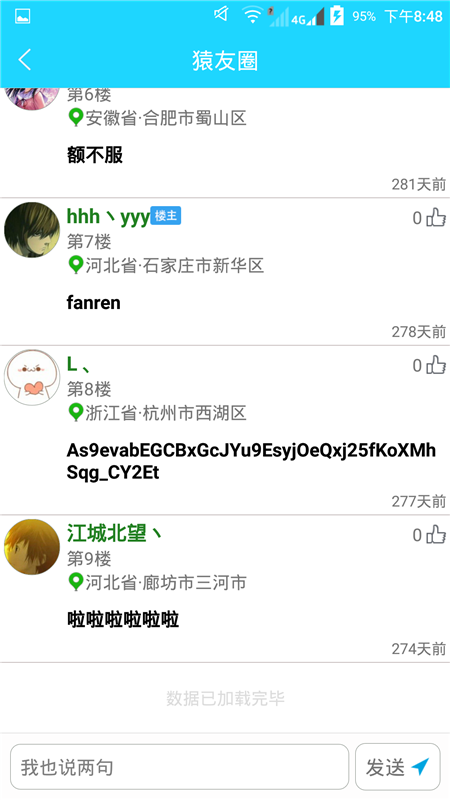 4G 95% 下午8:48
猿友圈
第6楼
安徽省·合肥市蜀山区
额不服
281天前
hhh丶yyy 楼主 0
第7楼
河北省·石家庄市新华区
fanren
278天前
L、 0
第8楼
浙江省·杭州市西湖区
As9evabEGCBxGcJYu9EsyjOeQxj25fKoXMh
Sqg_CY2Et
277天前
江城北望丶 0
第9楼
河北省·廊坊市三河市
啦啦啦啦啦啦
274天前
数据已加载完毕
我也说两句 发送